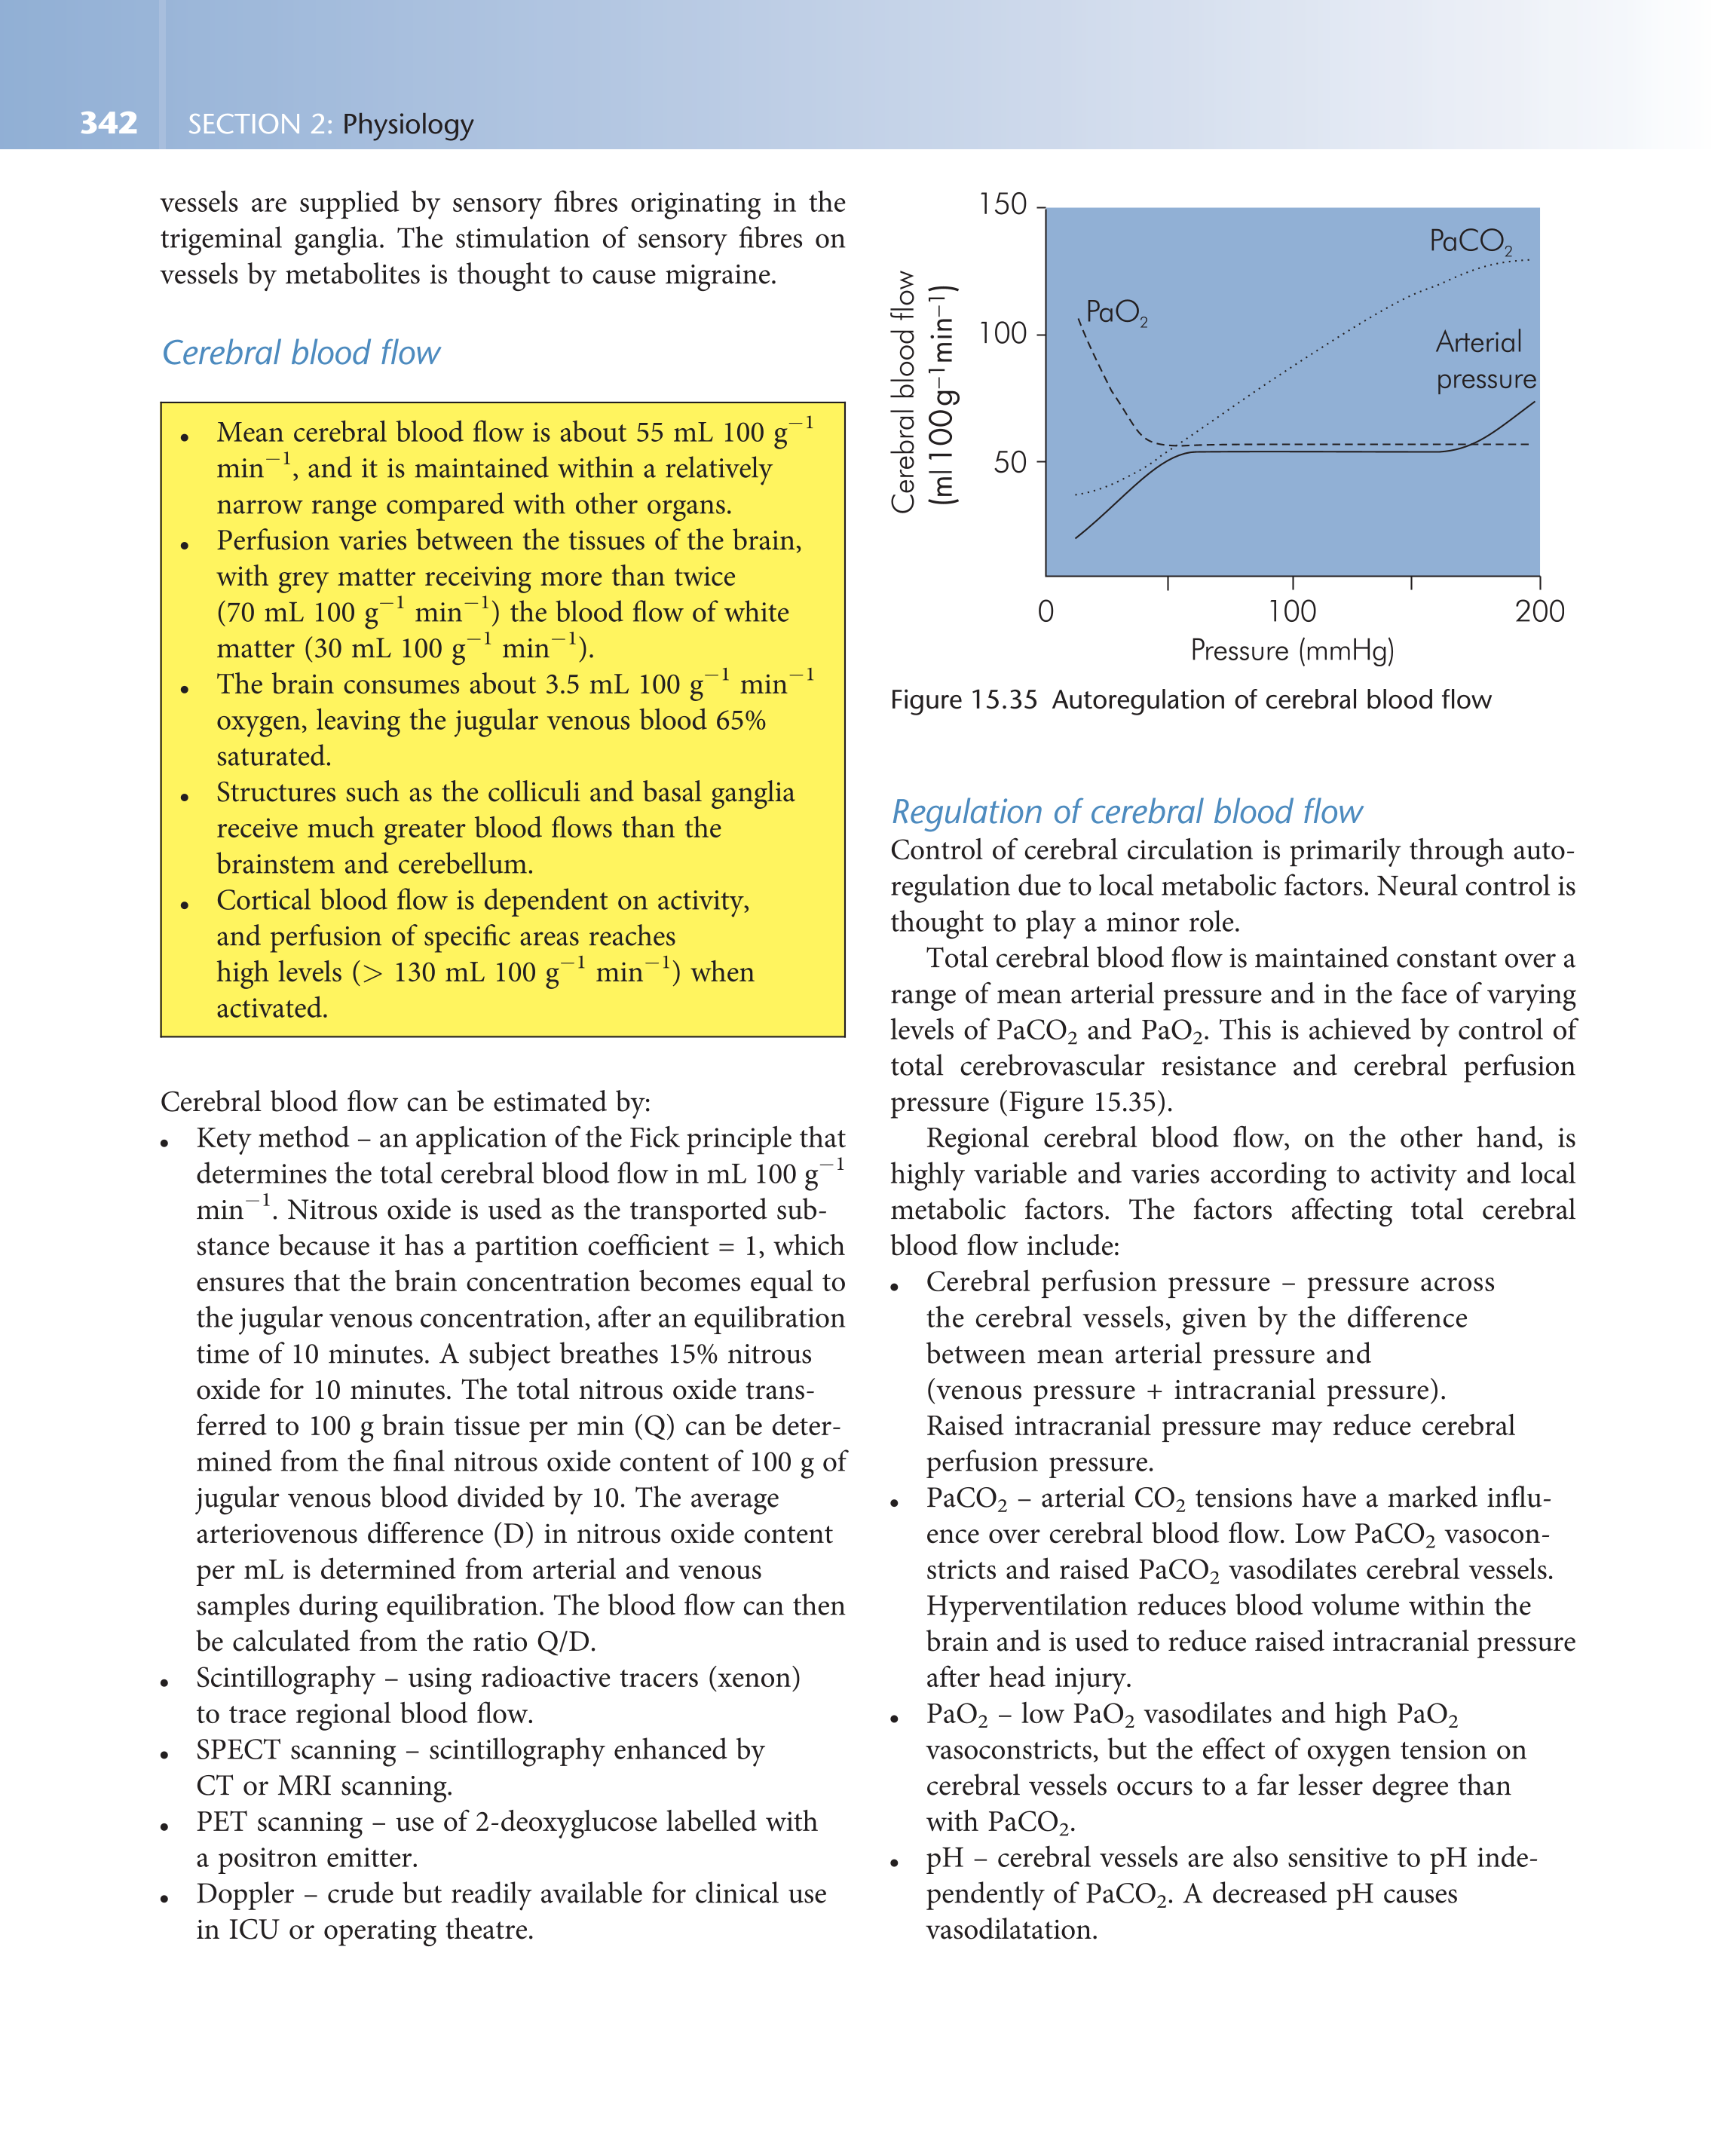 342 SECTION 2: Physiology
vessels are supplied by sensory fibres originating in the
trigeminal ganglia. The stimulation of sensory fibres on
vessels by metabolites is thought to cause migraine.
Cerebral blood flow
• Mean cerebral blood flow is about 55 mL 100 g⁻¹
min⁻¹, and it is maintained within a relatively
narrow range compared with other organs.
• Perfusion varies between the tissues of the brain,
with grey matter receiving more than twice
(70 mL 100 g⁻¹ min⁻¹) the blood flow of white
matter (30 mL 100 g⁻¹ min⁻¹).
• The brain consumes about 3.5 mL 100 g⁻¹ min⁻¹
oxygen, leaving the jugular venous blood 65%
saturated.
• Structures such as the colliculi and basal ganglia
receive much greater blood flows than the
brainstem and cerebellum.
• Cortical blood flow is dependent on activity,
and perfusion of specific areas reaches
high levels (> 130 mL 100 g⁻¹ min⁻¹) when
activated.
Cerebral blood flow can be estimated by:
• Kety method – an application of the Fick principle that
determines the total cerebral blood flow in mL 100 g⁻¹
min⁻¹. Nitrous oxide is used as the transported sub-
stance because it has a partition coefficient = 1, which
ensures that the brain concentration becomes equal to
the jugular venous concentration, after an equilibration
time of 10 minutes. A subject breathes 15% nitrous
oxide for 10 minutes. The total nitrous oxide trans-
ferred to 100 g brain tissue per min (Q) can be deter-
mined from the final nitrous oxide content of 100 g of
jugular venous blood divided by 10. The average
arteriovenous difference (D) in nitrous oxide content
per mL is determined from arterial and venous
samples during equilibration. The blood flow can then
be calculated from the ratio Q/D.
• Scintillography – using radioactive tracers (xenon)
to trace regional blood flow.
• SPECT scanning – scintillography enhanced by
CT or MRI scanning.
• PET scanning – use of 2-deoxyglucose labelled with
a positron emitter.
• Doppler – crude but readily available for clinical use
in ICU or operating theatre.
Cerebral blood flow
(ml 100g⁻¹min⁻¹)
150
100
50
PaCO₂
PaO₂
Arterial
pressure
0 100 200
Pressure (mmHg)
Figure 15.35 Autoregulation of cerebral blood flow
Regulation of cerebral blood flow
Control of cerebral circulation is primarily through auto-
regulation due to local metabolic factors. Neural control is
thought to play a minor role.
Total cerebral blood flow is maintained constant over a
range of mean arterial pressure and in the face of varying
levels of PaCO₂ and PaO₂. This is achieved by control of
total cerebrovascular resistance and cerebral perfusion
pressure (Figure 15.35).
Regional cerebral blood flow, on the other hand, is
highly variable and varies according to activity and local
metabolic factors. The factors affecting total cerebral
blood flow include:
• Cerebral perfusion pressure – pressure across
the cerebral vessels, given by the difference
between mean arterial pressure and
(venous pressure + intracranial pressure).
Raised intracranial pressure may reduce cerebral
perfusion pressure.
• PaCO₂ – arterial CO₂ tensions have a marked influ-
ence over cerebral blood flow. Low PaCO₂ vasocon-
stricts and raised PaCO₂ vasodilates cerebral vessels.
Hyperventilation reduces blood volume within the
brain and is used to reduce raised intracranial pressure
after head injury.
• PaO₂ – low PaO₂ vasodilates and high PaO₂
vasoconstricts, but the effect of oxygen tension on
cerebral vessels occurs to a far lesser degree than
with PaCO₂.
• pH – cerebral vessels are also sensitive to pH inde-
pendently of PaCO₂. A decreased pH causes
vasodilatation.